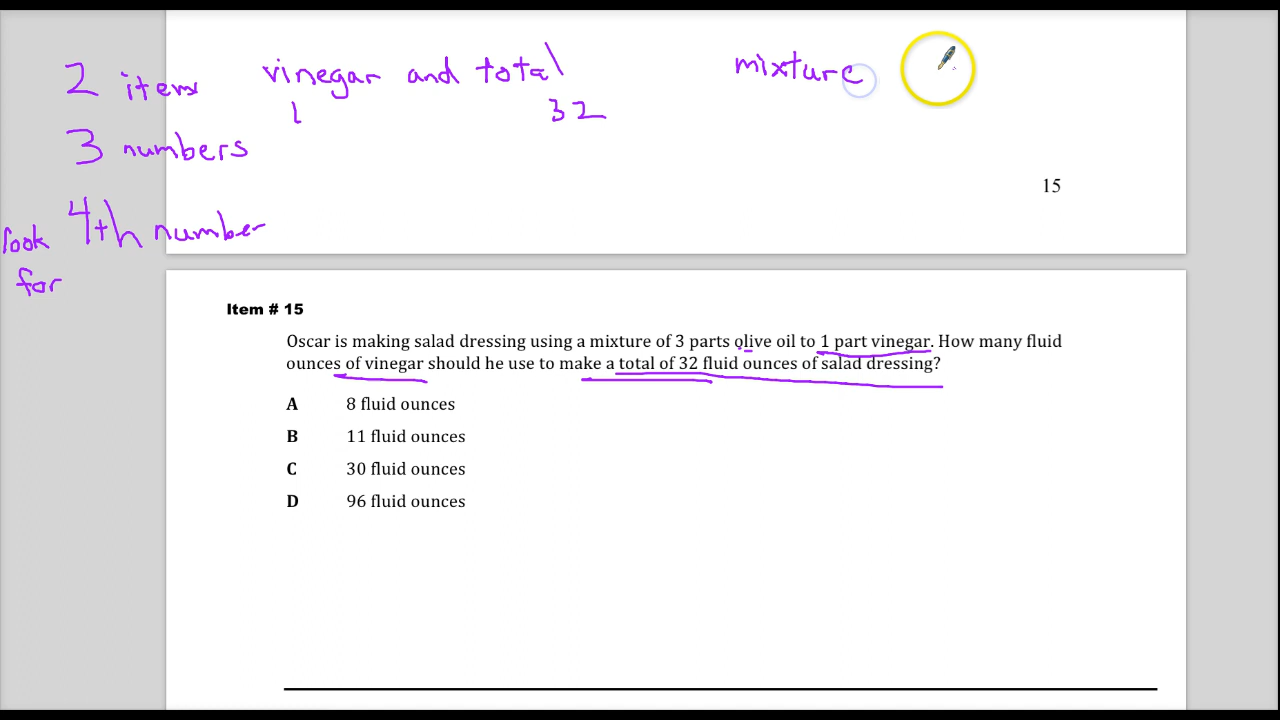 2 items vinegar and total mixture
1 32
3 numbers
15
look 4th number
for
Item # 15
Oscar is making salad dressing using a mixture of 3 parts olive oil to 1 part vinegar. How many fluid
ounces of vinegar should he use to make a total of 32 fluid ounces of salad dressing?
A 8 fluid ounces
B 11 fluid ounces
C 30 fluid ounces
D 96 fluid ounces